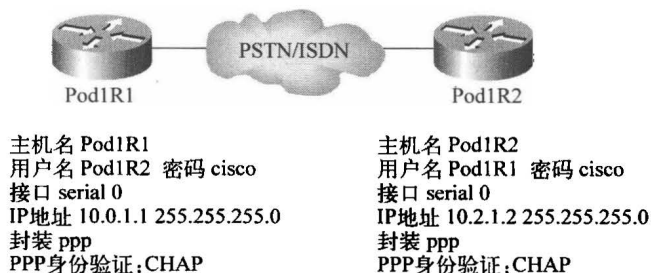 PSTN/ISDN
Pod1R1
Pod1R2
主机名 Pod1R1
用户名 Pod1R2 密码 cisco
接口 serial 0
IP地址 10.0.1.1 255.255.255.0
封装 ppp
PPP身份验证：CHAP
主机名 Pod1R2
用户名 Pod1R1 密码 cisco
接口 serial 0
IP地址 10.2.1.2 255.255.255.0
封装 ppp
PPP身份验证：CHAP